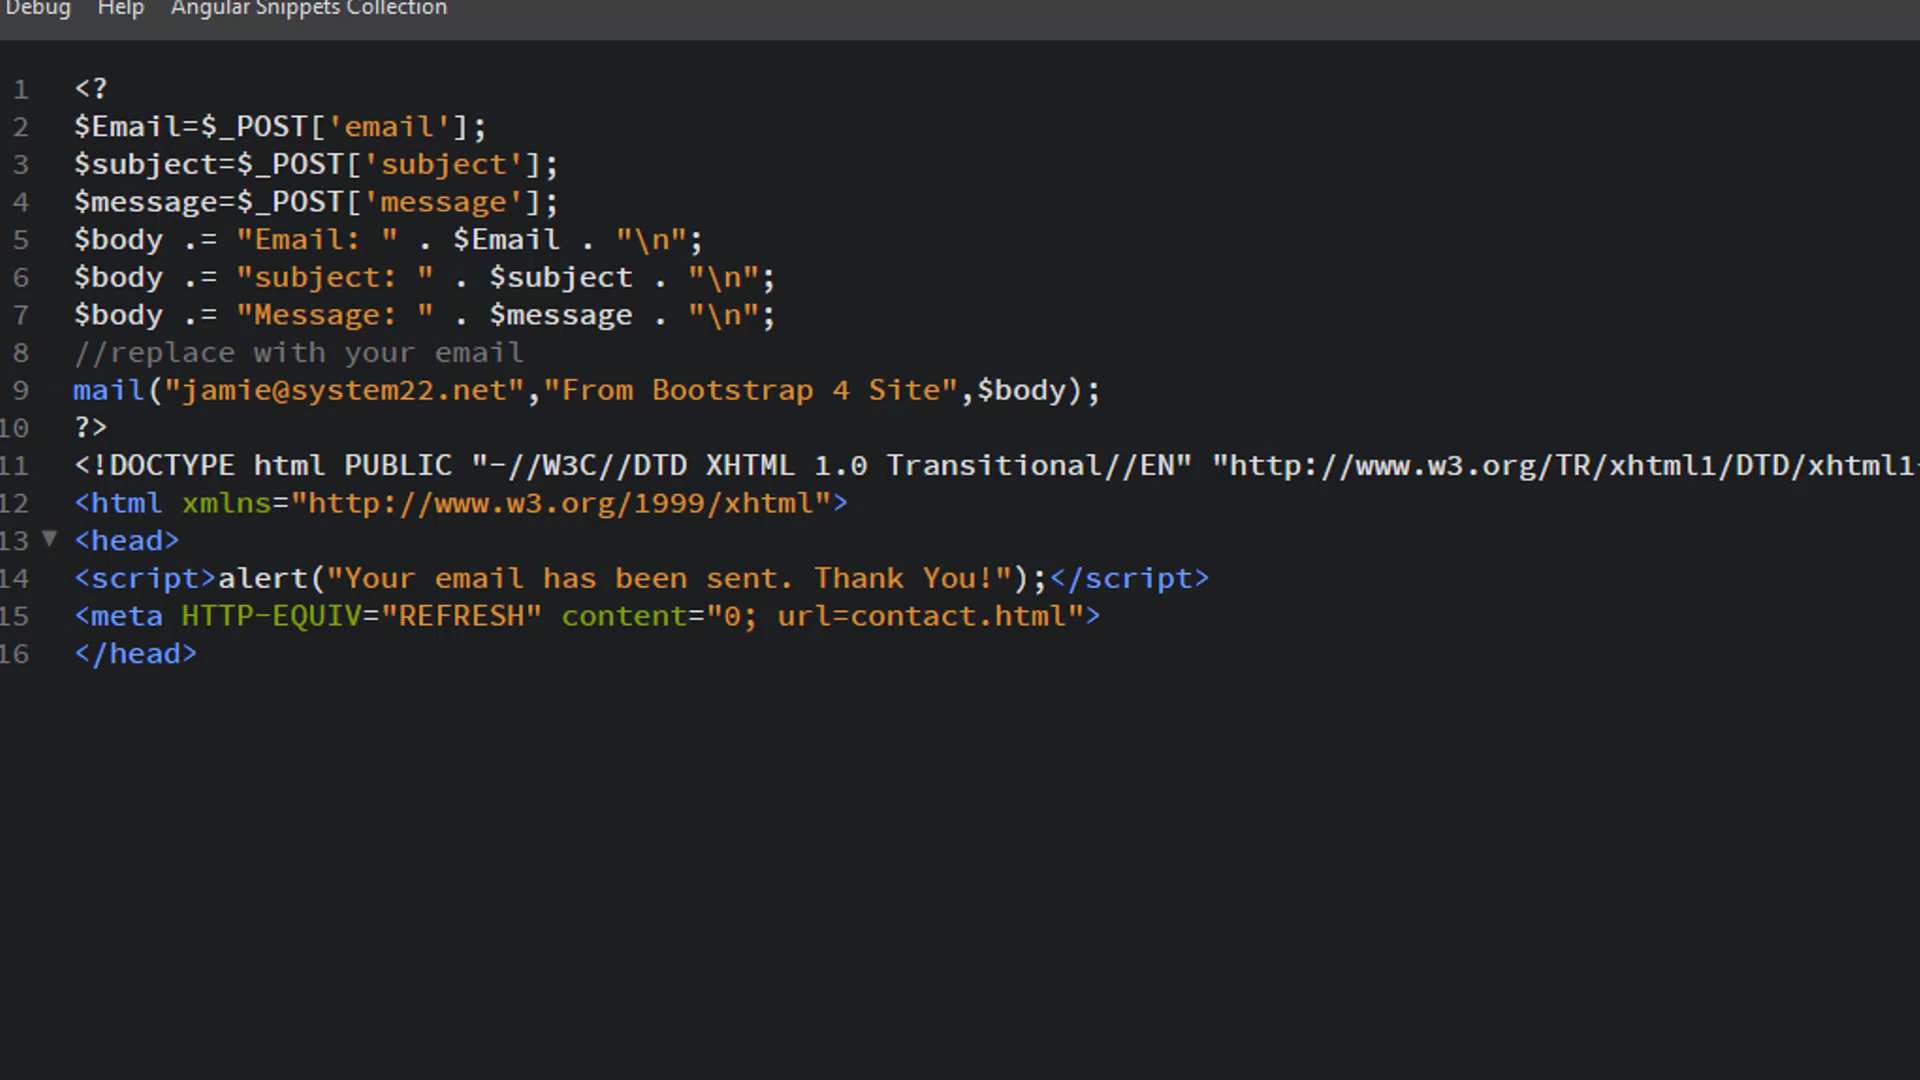 Debug Help Angular Snippets Collection
1 <?
2 $Email=$_POST['email'];
3 $subject=$_POST['subject'];
4 $message=$_POST['message'];
5 $body .= "Email: " . $Email . "\n";
6 $body .= "subject: " . $subject . "\n";
7 $body .= "Message: " . $message . "\n";
8 //replace with your email
9 mail("jamie@system22.net","From Bootstrap 4 Site",$body);
10 ?>
11 <!DOCTYPE html PUBLIC "-//W3C//DTD XHTML 1.0 Transitional//EN" "http://www.w3.org/TR/xhtml1/DTD/xhtml1-
12 <html xmlns="http://www.w3.org/1999/xhtml">
13 <head>
14 <script>alert("Your email has been sent. Thank You!");</script>
15 <meta HTTP-EQUIV="REFRESH" content="0; url=contact.html">
16 </head>